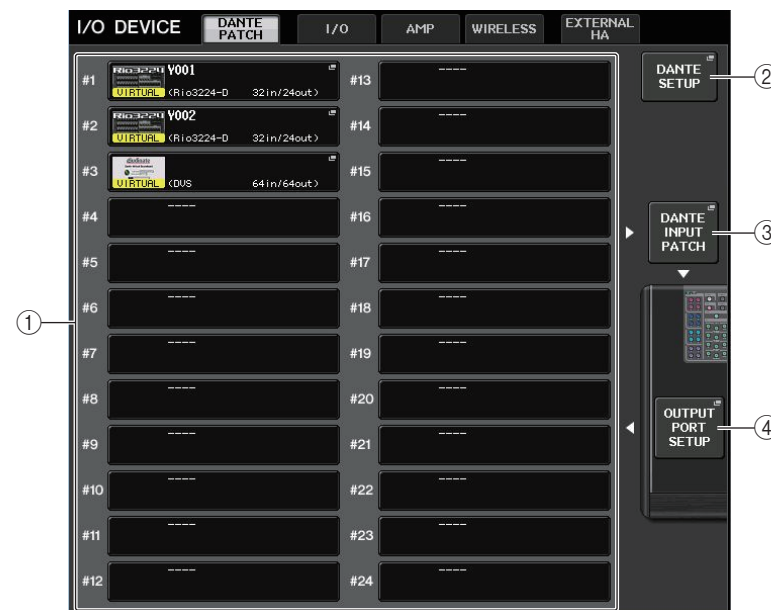 I/O DEVICE
DANTE PATCH
I/O
AMP
WIRELESS
EXTERNAL HA
#1
Rio3224
Y001
VIRTUAL
(Rio3224-D 32in/24out)
#2
Rio3224
Y002
VIRTUAL
(Rio3224-D 32in/24out)
#3
VIRTUAL
(DVS 64in/64out)
#4 ----
#5 ----
#6 ----
#7 ----
#8 ----
#9 ----
#10 ----
#11 ----
#12 ----
#13 ----
#14 ----
#15 ----
#16 ----
#17 ----
#18 ----
#19 ----
#20 ----
#21 ----
#22 ----
#23 ----
#24 ----
①
DANTE
SETUP
②
DANTE
INPUT
PATCH
③
OUTPUT
PORT
SETUP
④